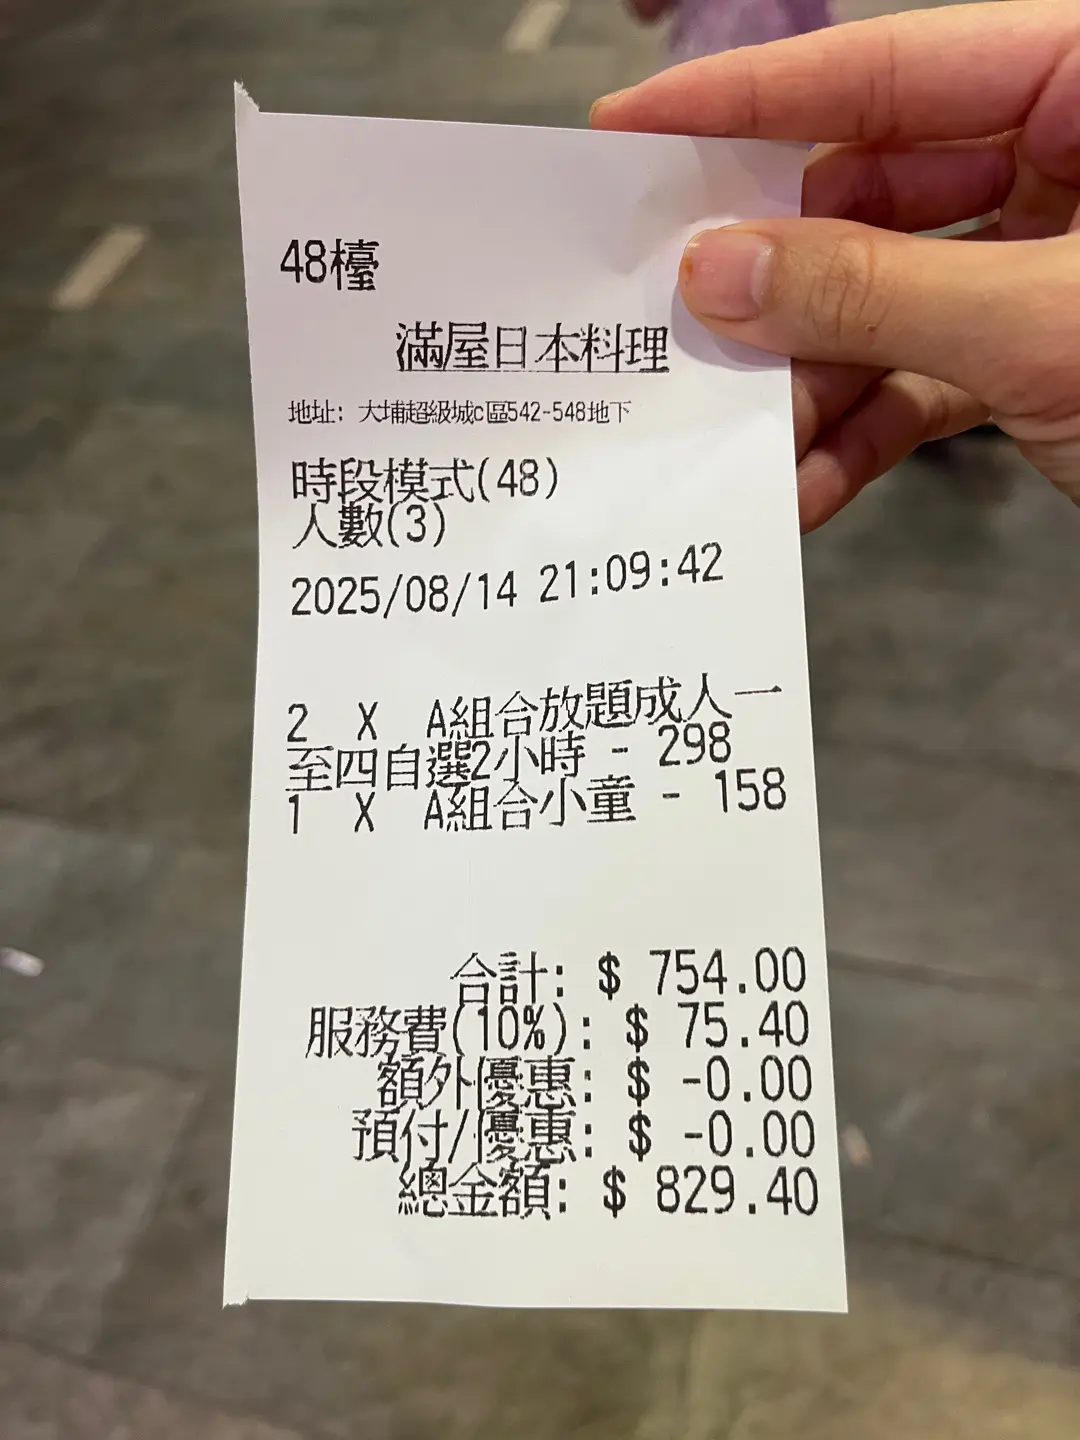 48檯
滿屋日本料理
地址: 大埔超級城c區542-548地下
時段模式(48)
人數(3)
2025/08/14 21:09:42
2 X A組合放題成人一
至四自選2小時 - 298
1 X A組合小童 - 158
合計: $ 754.00
服務費(10%): $ 75.40
額外優惠: $ -0.00
預付/優惠: $ -0.00
總金額: $ 829.40